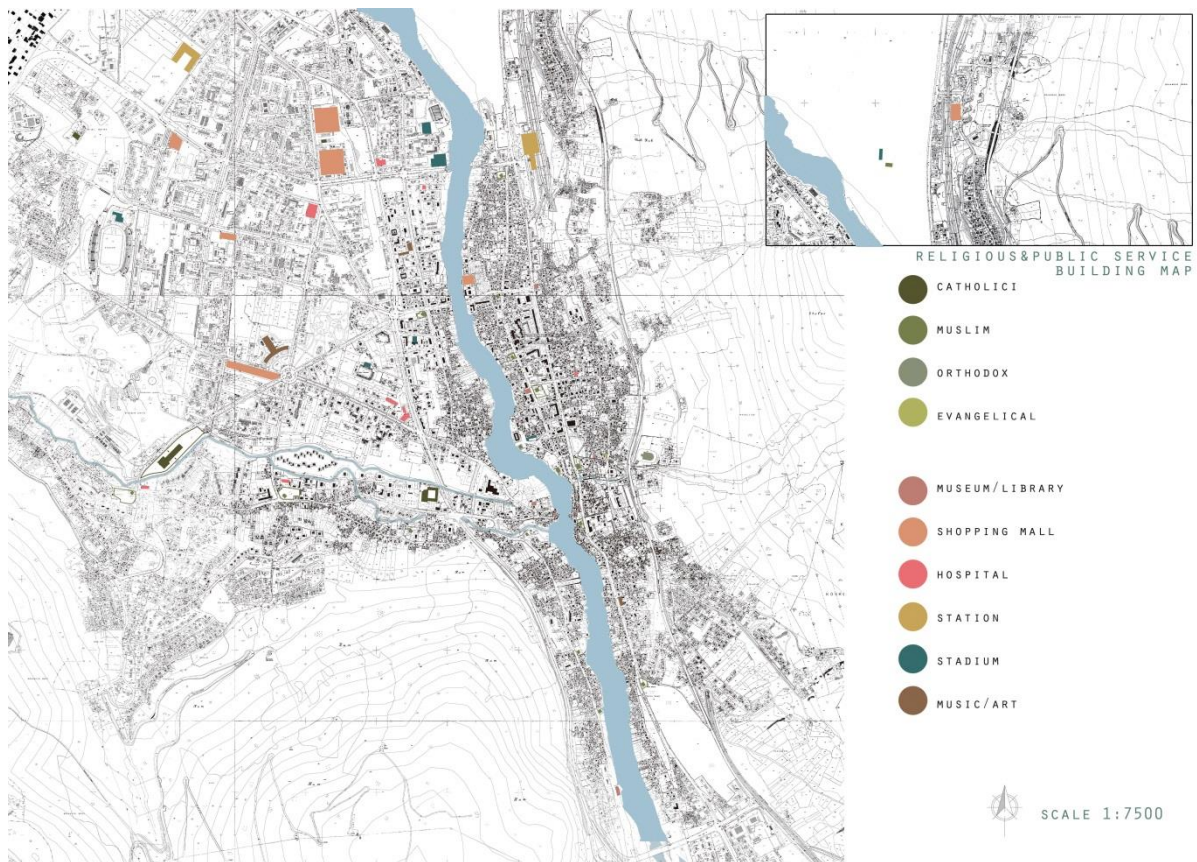 RELIGIOUS&PUBLIC SERVICE
BUILDING MAP
CATHOLICI
MUSLIM
ORTHODOX
EVANGELICAL
MUSEUM/LIBRARY
SHOPPING MALL
HOSPITAL
STATION
STADIUM
MUSIC/ART
SCALE 1:7500